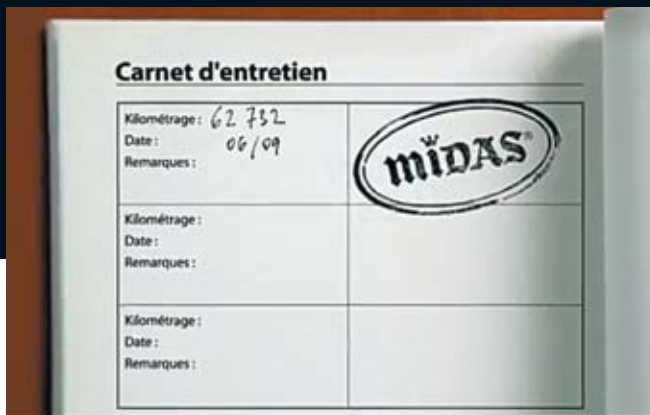 Carnet d'entretien
Kilométrage : 62 732
Date : 06/09
Remarques :
MiDAS®
Kilométrage :
Date :
Remarques :
Kilométrage :
Date :
Remarques :